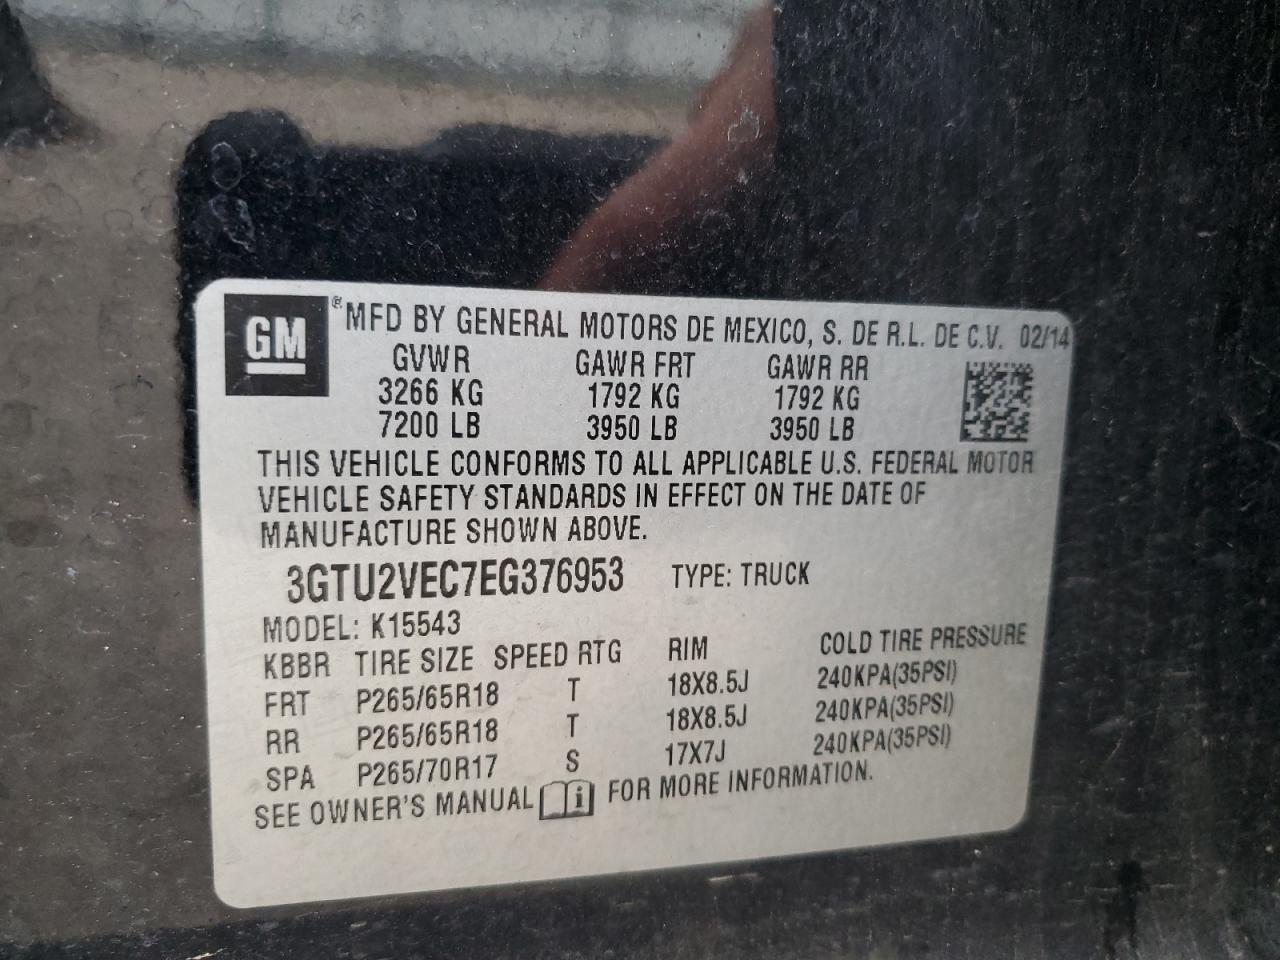 GM ® MFD BY GENERAL MOTORS DE MEXICO, S. DE R.L. DE C.V. 02/14
GVWR GAWR FRT GAWR RR
3266 KG 1792 KG 1792 KG
7200 LB 3950 LB 3950 LB
THIS VEHICLE CONFORMS TO ALL APPLICABLE U.S. FEDERAL MOTOR
VEHICLE SAFETY STANDARDS IN EFFECT ON THE DATE OF
MANUFACTURE SHOWN ABOVE.
3GTU2VEC7EG376953 TYPE: TRUCK
MODEL: K15543
KBBR TIRE SIZE SPEED RTG RIM COLD TIRE PRESSURE
FRT P265/65R18 T 18X8.5J 240KPA(35PSI)
RR P265/65R18 T 18X8.5J 240KPA(35PSI)
SPA P265/70R17 S 17X7J 240KPA(35PSI)
SEE OWNER'S MANUAL i FOR MORE INFORMATION.